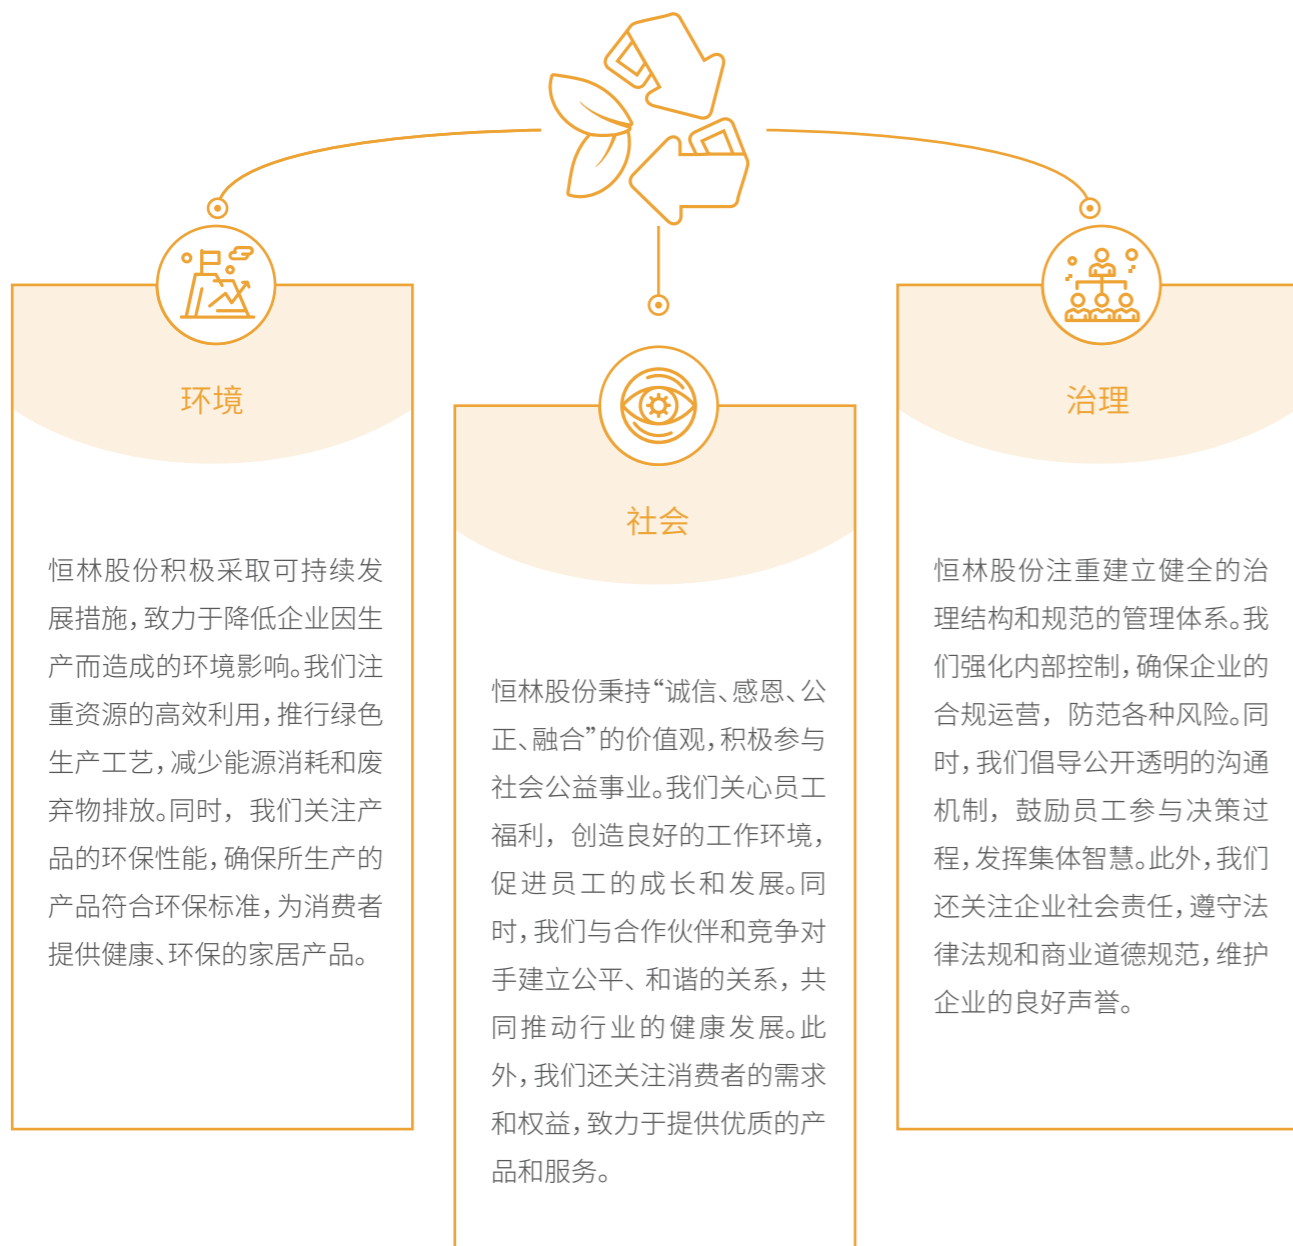 环境
恒林股份积极采取可持续发
展措施，致力于降低企业因生
产而造成的环境影响。我们注
重资源的高效利用，推行绿色
生产工艺，减少能源消耗和废
弃物排放。同时，我们关注产
品的环保性能，确保所生产的
产品符合环保标准，为消费者
提供健康、环保的家居产品。
社会
恒林股份秉持“诚信、感恩、公
正、融合”的价值观，积极参与
社会公益事业。我们关心员工
福利，创造良好的工作环境，
促进员工的成长和发展。同
时，我们与合作伙伴和竞争对
手建立公平、和谐的关系，共
同推动行业的健康发展。此
外，我们还关注消费者的需求
和权益，致力于提供优质的产
品和服务。
治理
恒林股份注重建立健全的治
理结构和规范的管理体系。我
们强化内部控制，确保企业的
合规运营，防范各种风险。同
时，我们倡导公开透明的沟通
机制，鼓励员工参与决策过
程，发挥集体智慧。此外，我们
还关注企业社会责任，遵守法
律法规和商业道德规范，维护
企业的良好声誉。